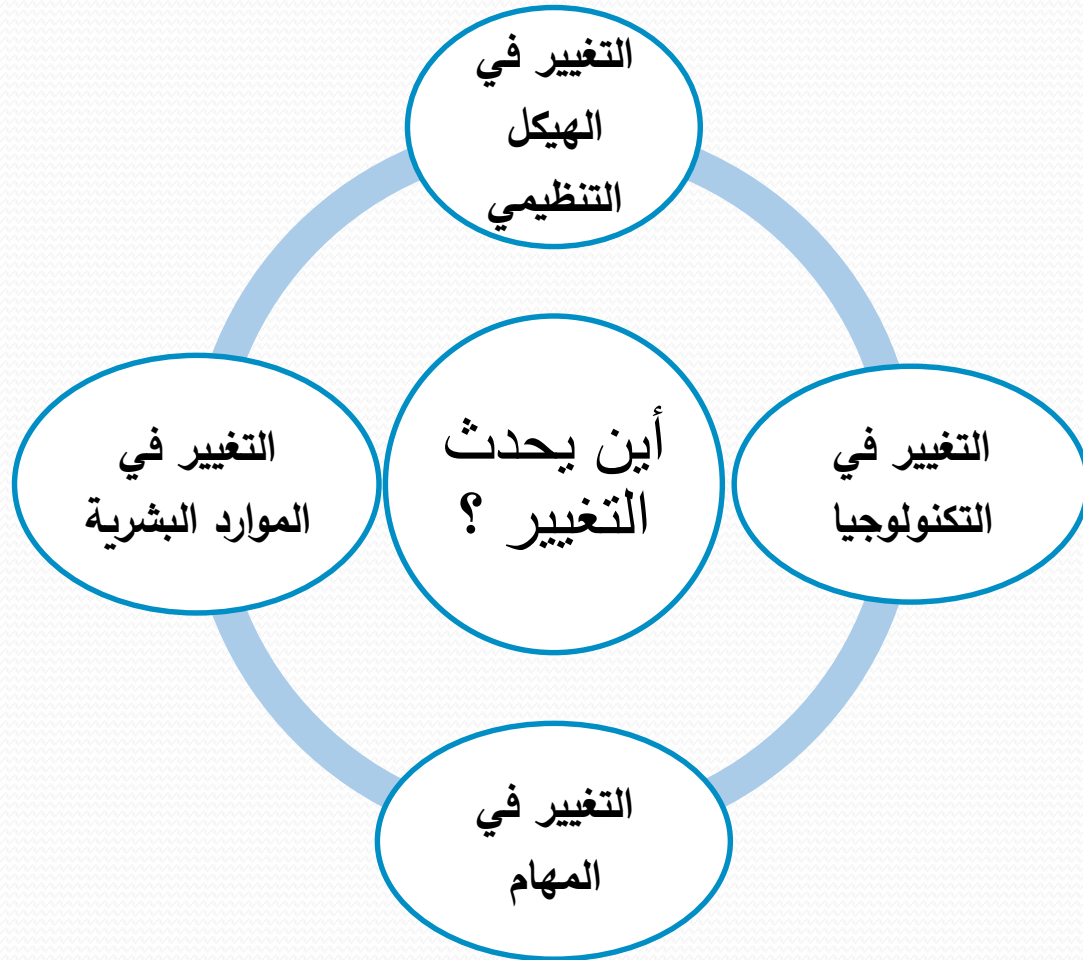 التغيير في
الهيكل
التنظيمي
أين يحدث
التغيير ؟
التغيير في
التكنولوجيا
التغيير في
المهام
التغيير في
الموارد البشرية